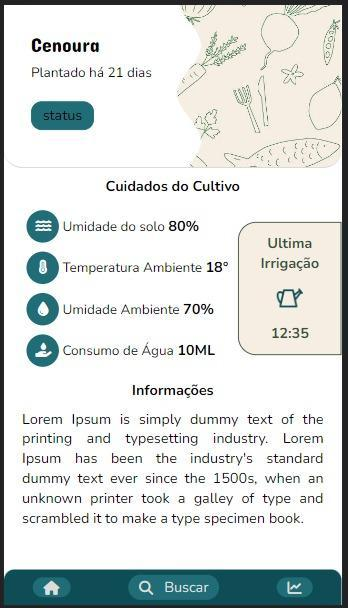 Cenoura
Plantado há 21 dias
status
Cuidados do Cultivo
Umidade do solo 80%
Temperatura Ambiente 18°
Umidade Ambiente 70%
Consumo de Água 10ML
Ultima
Irrigação
12:35
Informações
Lorem Ipsum is simply dummy text of the
printing and typesetting industry. Lorem
Ipsum has been the industry's standard
dummy text ever since the 1500s, when an
unknown printer took a galley of type and
scrambled it to make a type specimen book.
Buscar